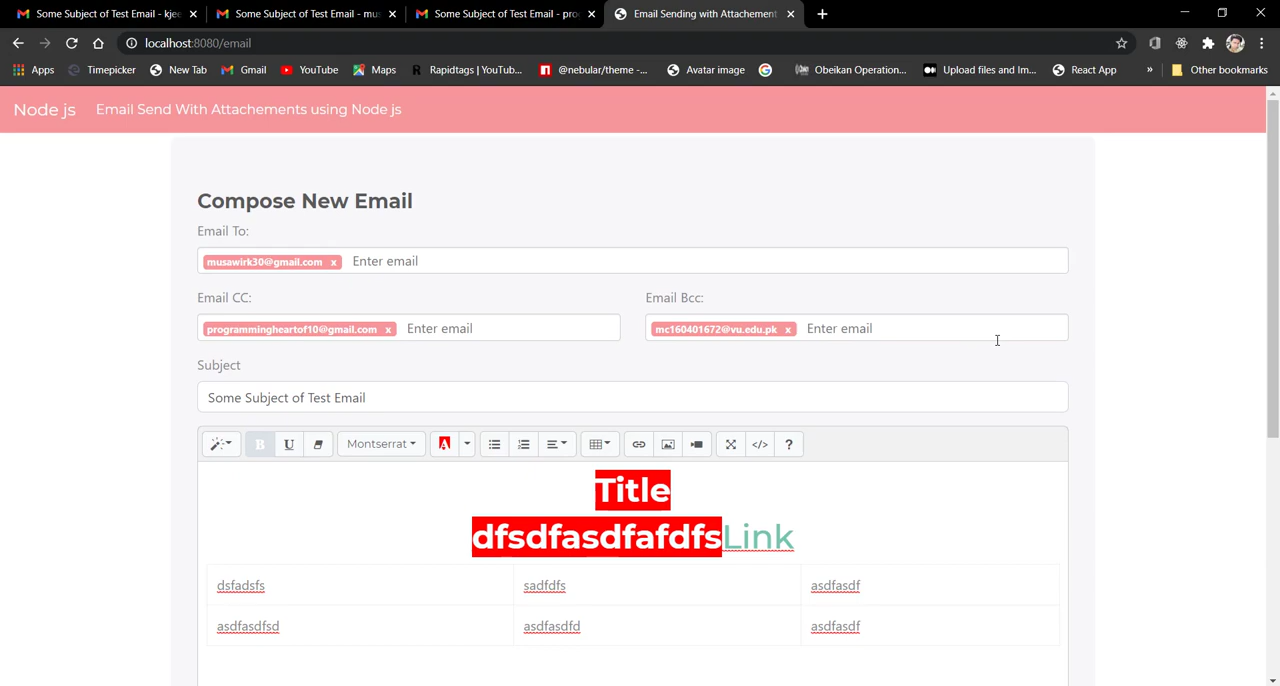 Some Subject of Test Email - kjee Some Subject of Test Email - mus Some Subject of Test Email - pro Email Sending with Attachement
localhost:8080/email
Apps Timepicker New Tab Gmail YouTube Maps Rapidtags | YouTub... @nebular/theme -... Avatar image Obeikan Operation... Upload files and Im... React App » Other bookmarks
Node js Email Send With Attachements using Node js
Compose New Email
Email To:
musawirk30@gmail.com x Enter email
Email CC: Email Bcc:
programmingheartof10@gmail.com x Enter email mc160401672@vu.edu.pk x Enter email
Subject
Some Subject of Test Email
B U Montserrat A </> ?
Title
dfsdfasdfafdfsLink
dsfadsfs sadfdfs asdfasdf
asdfasdfsd asdfasdfd asdfasdf